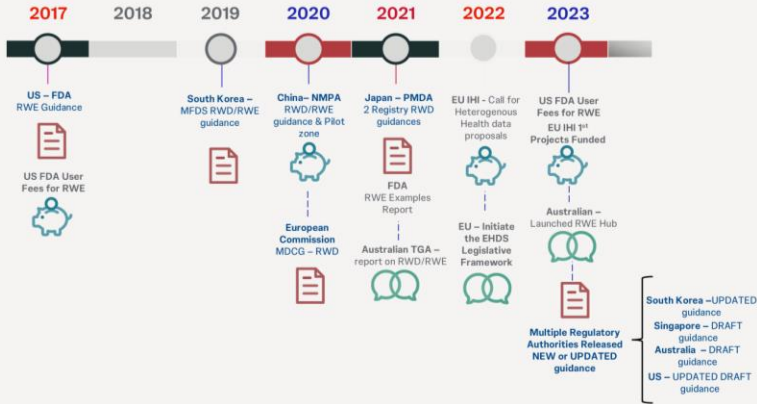 2017
2018
2019
2020
2021
2022
2023
US – FDA
RWE Guidance
US FDA User
Fees for RWE
South Korea –
MFDS RWD/RWE
guidance
China– NMPA
RWD/RWE
guidance & Pilot
zone
European
Commission
MDCG – RWD
Japan – PMDA
2 Registry RWD
guidances
FDA
RWE Examples
Report
Australian TGA –
report on RWD/RWE
EU IHI - Call for
Heterogenous
Health data
proposals
EU – Initiate
the EHDS
Legislative
Framework
US FDA User
Fees for RWE
EU IHI 1st
Projects Funded
Australian –
Launched RWE Hub
Multiple Regulatory
Authorities Released
NEW or UPDATED
guidance
South Korea –UPDATED
guidance
Singapore – DRAFT
guidance
Australia – DRAFT
guidance
US – UPDATED DRAFT
guidance